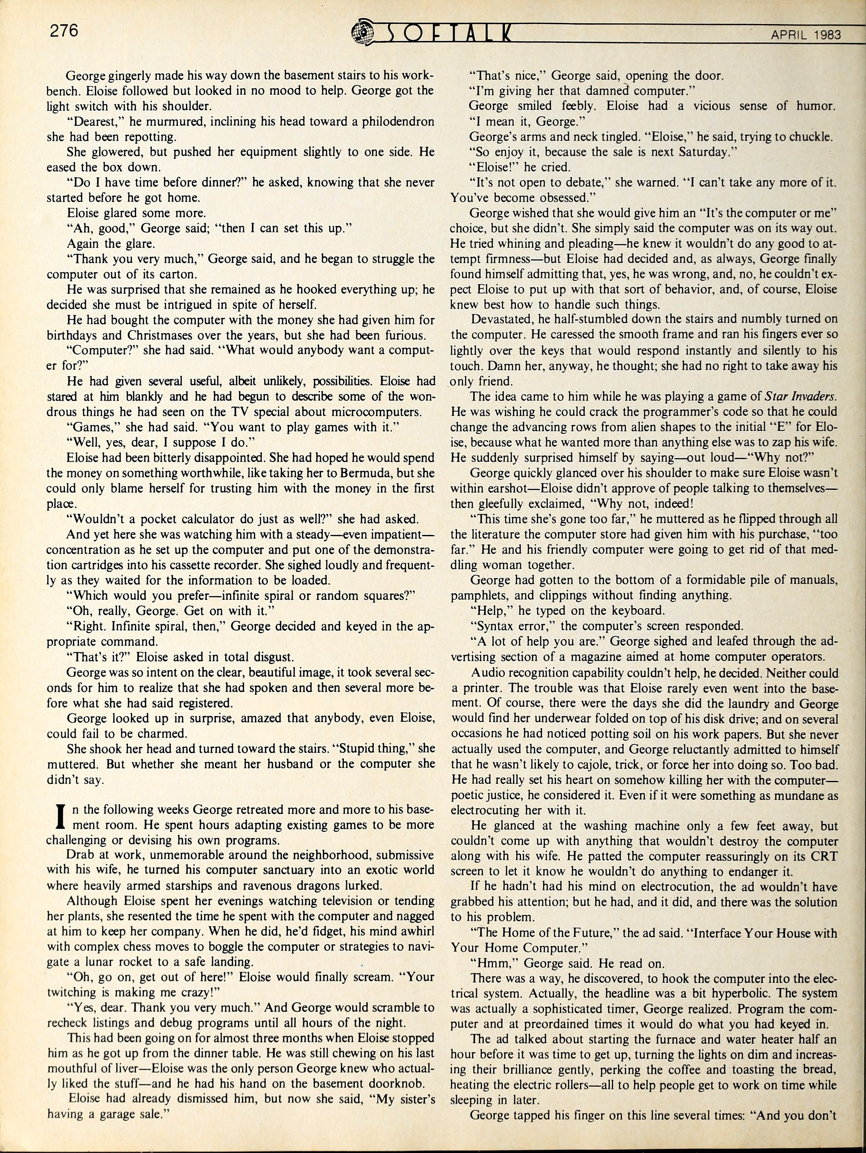 276
SOFTALK
APRIL 1983
George gingerly made his way down the basement stairs to his work-
bench. Eloise followed but looked in no mood to help. George got the
light switch with his shoulder.
“Dearest,” he murmured, inclining his head toward a philodendron
she had been repotting.
She glowered, but pushed her equipment slightly to one side. He
eased the box down.
“Do I have time before dinner?” he asked, knowing that she never
started before he got home.
Eloise glared some more.
“Ah, good,” George said; “then I can set this up.”
Again the glare.
“Thank you very much,” George said, and he began to struggle the
computer out of its carton.
He was surprised that she remained as he hooked everything up; he
decided she must be intrigued in spite of herself.
He had bought the computer with the money she had given him for
birthdays and Christmases over the years, but she had been furious.
“Computer?” she had said. “What would anybody want a comput-
er for?”
He had given several useful, albeit unlikely, possibilities. Eloise had
stared at him blankly and he had begun to describe some of the won-
drous things he had seen on the TV special about microcomputers.
“Games,” she had said. “You want to play games with it.”
“Well, yes, dear, I suppose I do.”
Eloise had been bitterly disappointed. She had hoped he would spend
the money on something worthwhile, like taking her to Bermuda, but she
could only blame herself for trusting him with the money in the first
place.
“Wouldn’t a pocket calculator do just as well?” she had asked.
And yet here she was watching him with a steady—even impatient—
concentration as he set up the computer and put one of the demonstra-
tion cartridges into his cassette recorder. She sighed loudly and frequent-
ly as they waited for the information to be loaded.
“Which would you prefer—infinite spiral or random squares?”
“Oh, really, George. Get on with it.”
“Right. Infinite spiral, then,” George decided and keyed in the ap-
propriate command.
“That’s it?” Eloise asked in total disgust.
George was so intent on the clear, beautiful image, it took several sec-
onds for him to realize that she had spoken and then several more be-
fore what she had said registered.
George looked up in surprise, amazed that anybody, even Eloise,
could fail to be charmed.
She shook her head and turned toward the stairs. “Stupid thing,” she
muttered. But whether she meant her husband or the computer she
didn’t say.
In the following weeks George retreated more and more to his base-
ment room. He spent hours adapting existing games to be more
challenging or devising his own programs.
Drab at work, unmemorable around the neighborhood, submissive
with his wife, he turned his computer sanctuary into an exotic world
where heavily armed starships and ravenous dragons lurked.
Although Eloise spent her evenings watching television or tending
her plants, she resented the time he spent with the computer and nagged
at him to keep her company. When he did, he’d fidget, his mind awhirl
with complex chess moves to boggle the computer or strategies to navi-
gate a lunar rocket to a safe landing.
“Oh, go on, get out of here!” Eloise would finally scream. “Your
twitching is making me crazy!”
“Yes, dear. Thank you very much.” And George would scramble to
recheck listings and debug programs until all hours of the night.
This had been going on for almost three months when Eloise stopped
him as he got up from the dinner table. He was still chewing on his last
mouthful of liver—Eloise was the only person George knew who actual-
ly liked the stuff—and he had his hand on the basement doorknob.
Eloise had already dismissed him, but now she said, “My sister’s
having a garage sale.”
“That’s nice,” George said, opening the door.
“I’m giving her that damned computer.”
George smiled feebly. Eloise had a vicious sense of humor.
“I mean it, George.”
George’s arms and neck tingled. “Eloise,” he said, trying to chuckle.
“So enjoy it, because the sale is next Saturday.”
“Eloise!” he cried.
“It’s not open to debate,” she warned. “I can’t take any more of it.
You’ve become obsessed.”
George wished that she would give him an “It’s the computer or me”
choice, but she didn’t. She simply said the computer was on its way out.
He tried whining and pleading—he knew it wouldn’t do any good to at-
tempt firmness—but Eloise had decided and, as always, George finally
found himself admitting that, yes, he was wrong, and, no, he couldn’t ex-
pect Eloise to put up with that sort of behavior, and, of course, Eloise
knew best how to handle such things.
Devastated, he half-stumbled down the stairs and numbly turned on
the computer. He caressed the smooth frame and ran his fingers ever so
lightly over the keys that would respond instantly and silently to his
touch. Damn her, anyway, he thought; she had no right to take away his
only friend.
The idea came to him while he was playing a game of Star Invaders.
He was wishing he could crack the programmer’s code so that he could
change the advancing rows from alien shapes to the initial “E” for Elo-
ise, because what he wanted more than anything else was to zap his wife.
He suddenly surprised himself by saying—out loud—“Why not?”
George quickly glanced over his shoulder to make sure Eloise wasn’t
within earshot—Eloise didn’t approve of people talking to themselves—
then gleefully exclaimed, “Why not, indeed!
“This time she’s gone too far,” he muttered as he flipped through all
the literature the computer store had given him with his purchase, “too
far.” He and his friendly computer were going to get rid of that med-
dling woman together.
George had gotten to the bottom of a formidable pile of manuals,
pamphlets, and clippings without finding anything.
“Help,” he typed on the keyboard.
“Syntax error,” the computer’s screen responded.
“A lot of help you are.” George sighed and leafed through the ad-
vertising section of a magazine aimed at home computer operators.
Audio recognition capability couldn’t help, he decided. Neither could
a printer. The trouble was that Eloise rarely even went into the base-
ment. Of course, there were the days she did the laundry and George
would find her underwear folded on top of his disk drive; and on several
occasions he had noticed potting soil on his work papers. But she never
actually used the computer, and George reluctantly admitted to himself
that he wasn’t likely to cajole, trick, or force her into doing so. Too bad.
He had really set his heart on somehow killing her with the computer—
poetic justice, he considered it. Even if it were something as mundane as
electrocuting her with it.
He glanced at the washing machine only a few feet away, but
couldn’t come up with anything that wouldn’t destroy the computer
along with his wife. He patted the computer reassuringly on its CRT
screen to let it know he wouldn’t do anything to endanger it.
If he hadn’t had his mind on electrocution, the ad wouldn’t have
grabbed his attention; but he had, and it did, and there was the solution
to his problem.
“The Home of the Future,” the ad said. “Interface Your House with
Your Home Computer.”
“Hmm,” George said. He read on.
There was a way, he discovered, to hook the computer into the elec-
trical system. Actually, the headline was a bit hyperbolic. The system
was actually a sophisticated timer, George realized. Program the com-
puter and at preordained times it would do what you had keyed in.
The ad talked about starting the furnace and water heater half an
hour before it was time to get up, turning the lights on dim and increas-
ing their brilliance gently, perking the coffee and toasting the bread,
heating the electric rollers—all to help people get to work on time while
sleeping in later.
George tapped his finger on this line several times: “And you don’t